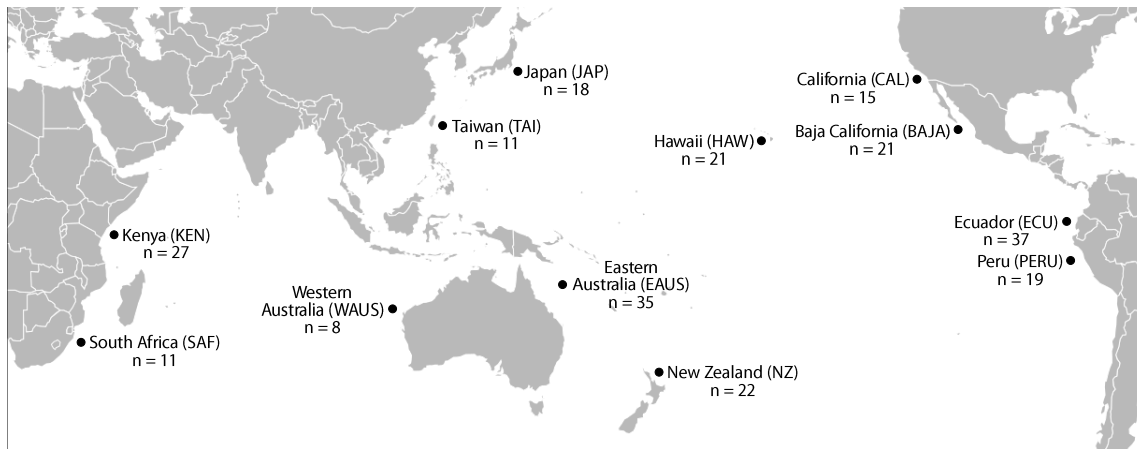 Japan (JAP)
n = 18
California (CAL)
n = 15
Taiwan (TAI)
n = 11
Hawaii (HAW)
n = 21
Baja California (BAJA)
n = 21
Kenya (KEN)
n = 27
Ecuador (ECU)
n = 37
Peru (PERU)
n = 19
Eastern
Australia (EAUS)
n = 35
Western
Australia (WAUS)
n = 8
South Africa (SAF)
n = 11
New Zealand (NZ)
n = 22